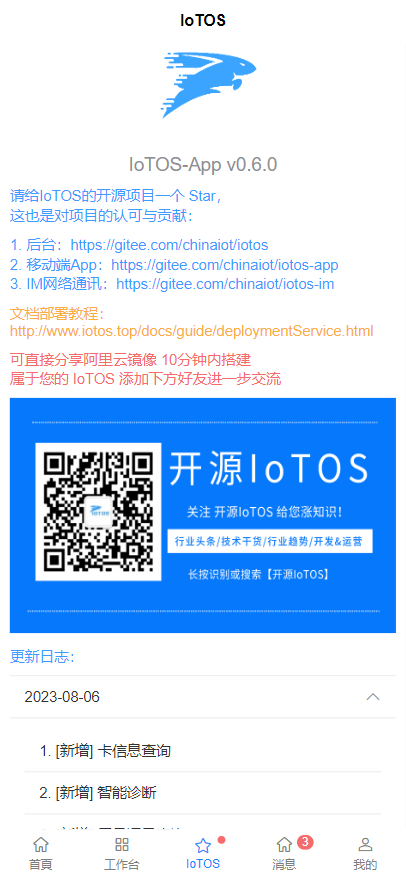 IoTOS
IoTOS-App v0.6.0
请给IoTOS的开源项目一个 Star，
这也是对项目的认可与贡献：
1. 后台：https://gitee.com/chinaiot/iotos
2. 移动端App：https://gitee.com/chinaiot/iotos-app
3. IM网络通讯：https://gitee.com/chinaiot/iotos-im
文档部署教程：
http://www.iotos.top/docs/guide/deploymentService.html
可直接分享阿里云镜像 10分钟内搭建
属于您的 IoTOS 添加下方好友进一步交流
IoTOS
开源IoTOS
关注 开源IoTOS 给您涨知识！
行业头条/技术干货/行业趋势/开发&运营
长按识别或搜索【开源IoTOS】
更新日志：
2023-08-06
1. [新增] 卡信息查询
2. [新增] 智能诊断
首頁
工作台
IoTOS
消息
3
我的